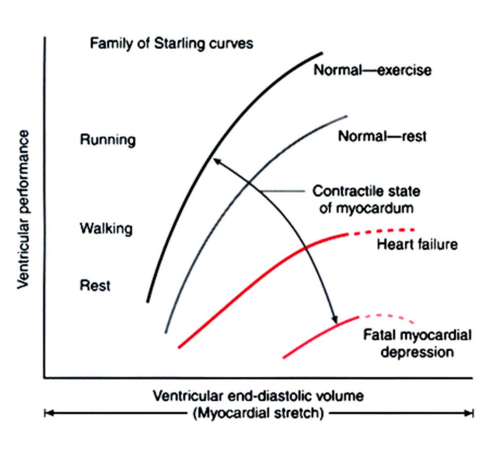 Family of Starling curves
Normal—exercise
Running
Normal—rest
Contractile state
of myocardum
Walking
Heart failure
Rest
Fatal myocardial
depression
Ventricular performance
Ventricular end-diastolic volume
(Myocardial stretch)